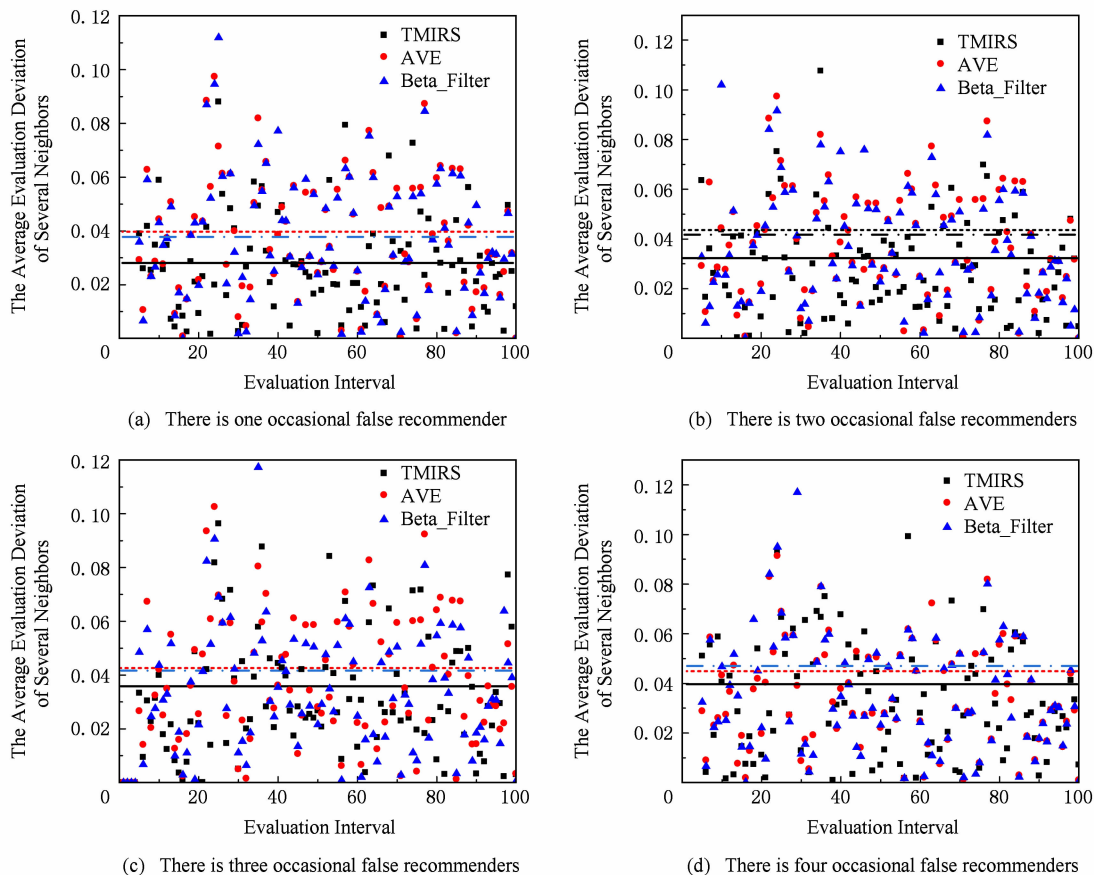 The Average Evaluation Deviation
of Several Neighbors
0. 12
0. 10
0. 08
0. 06
0. 04
0. 02
0
20
40
60
80
100
TMIRS
AVE
Beta_Filter
Evaluation Interval
(a) There is one occasional false recommender
The Average Evaluation Deviation
of Several Neighbors
0. 12
0. 10
0. 08
0. 06
0. 04
0. 02
0
20
40
60
80
100
TMIRS
AVE
Beta_Filter
Evaluation Interval
(b) There is two occasional false recommenders
The Average Evaluation Deviation
of Several Neighbors
0. 12
0. 10
0. 08
0. 06
0. 04
0. 02
0
20
40
60
80
100
TMIRS
AVE
Beta_Filter
Evaluation Interval
(c) There is three occasional false recommenders
The Average Evaluation Deviation
of Several Neighbors
0. 12
0. 10
0. 08
0. 06
0. 04
0. 02
0
20
40
60
80
100
TMIRS
AVE
Beta_Filter
Evaluation Interval
(d) There is four occasional false recommenders